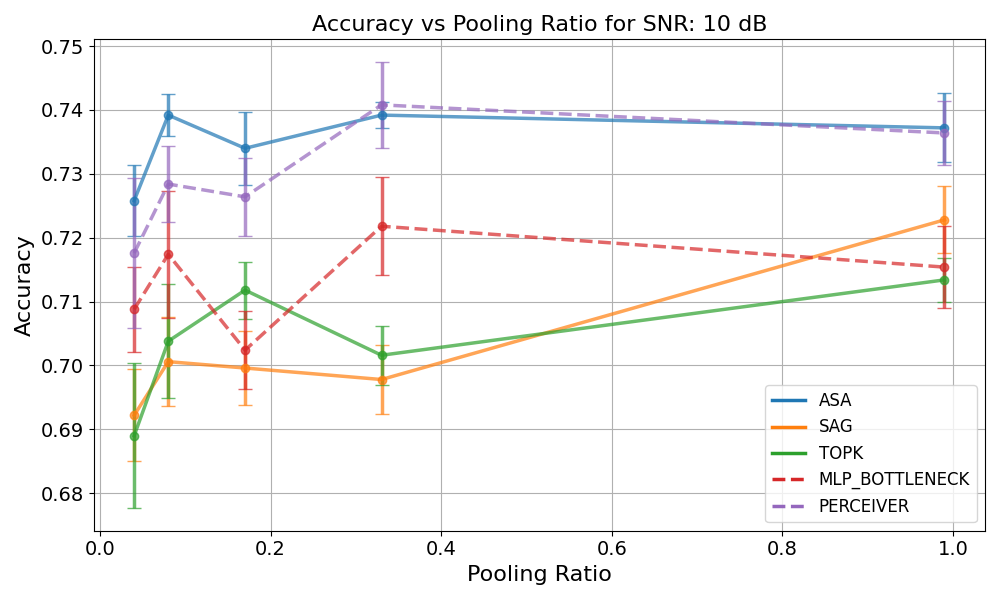 Accuracy vs Pooling Ratio for SNR: 10 dB
Accuracy
0.75
0.74
0.73
0.72
0.71
0.70
0.69
0.68
0.0
0.2
0.4
0.6
0.8
1.0
Pooling Ratio
ASA
SAG
TOPK
MLP_BOTTLENECK
PERCEIVER